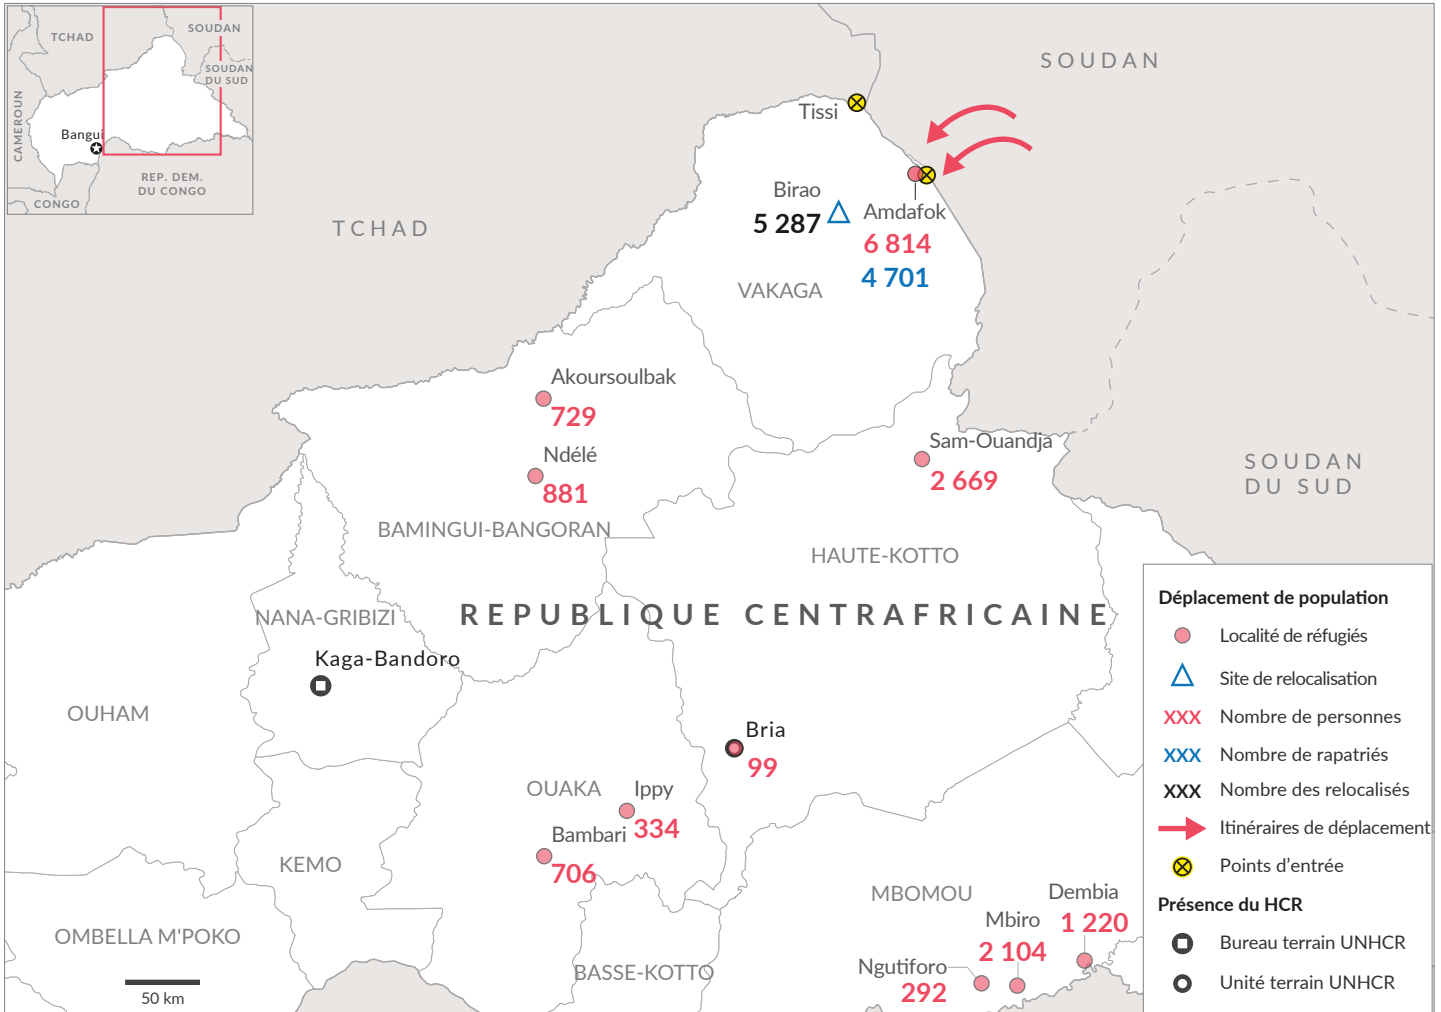 TCHAD
SOUDAN
SOUDAN
DU SUD
CAMEROUN
Bangui
REP. DEM.
DU CONGO
CONGO
SOUDAN
Tissi
TCHAD
Birao
5 287
Amdafok
6 814
4 701
VAKAGA
Akoursoulbak
729
Ndélé
881
Sam-Ouandja
2 669
SOUDAN
DU SUD
BAMINGUI-BANGORAN
HAUTE-KOTTO
NANA-GRIBIZI
REPUBLIQUE CENTRAFRICAINE
Kaga-Bandoro
OUHAM
Bria
99
OUAKA
Ippy
334
Bambari
706
KEMO
MBOMOU
Dembia
1 220
Mbiro
2 104
OMBELLA M'POKO
BASSE-KOTTO
Ngutiforo
292
50 km
Déplacement de population
Localité de réfugiés
Site de relocalisation
XXX Nombre de personnes
XXX Nombre de rapatriés
XXX Nombre des relocalisés
Itinéraires de déplacement
Points d'entrée
Présence du HCR
Bureau terrain UNHCR
Unité terrain UNHCR